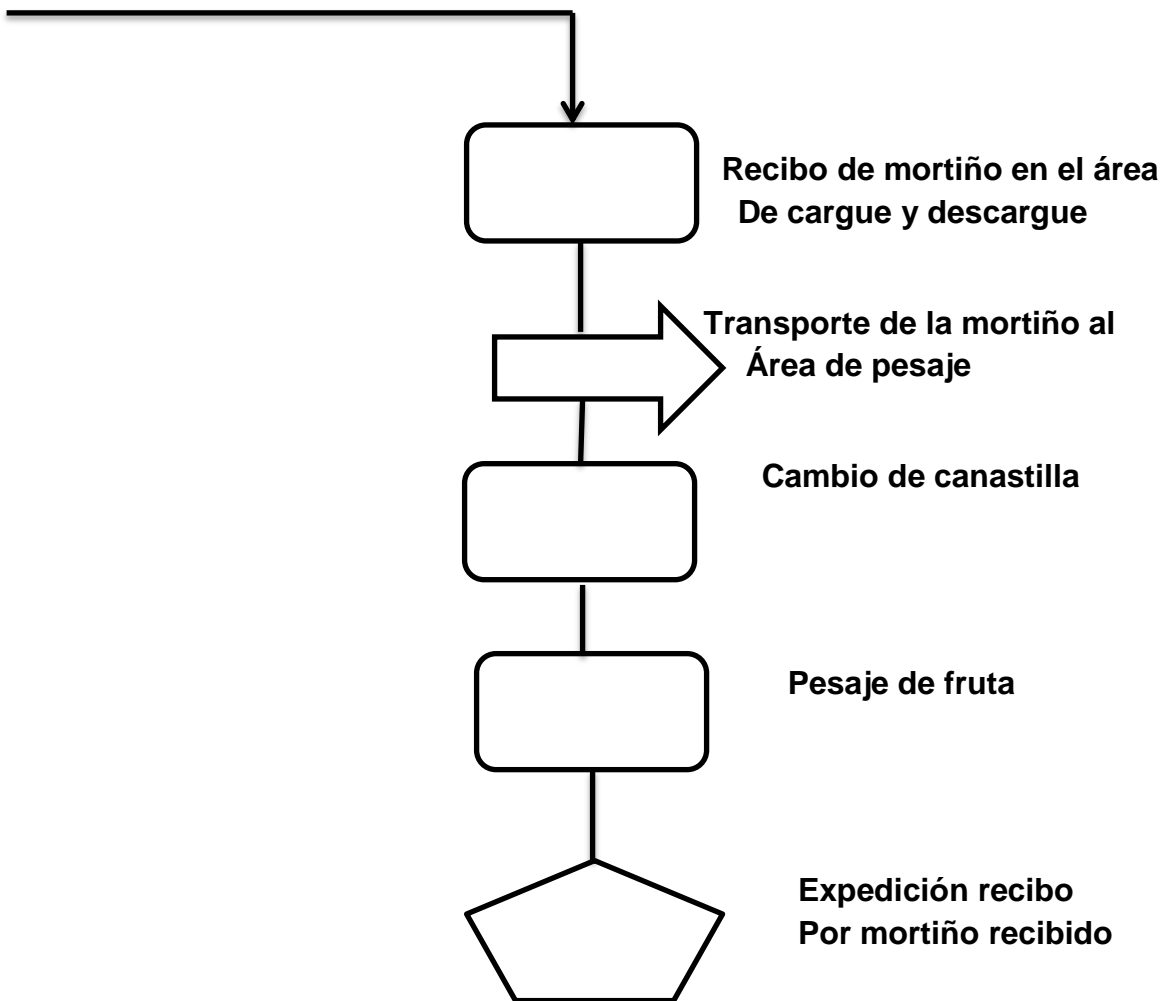 Recibo de mortiño en el área
De cargue y descargue
Transporte de la mortiño al
Área de pesaje
Cambio de canastilla
Pesaje de fruta
Expedición recibo
Por mortiño recibido